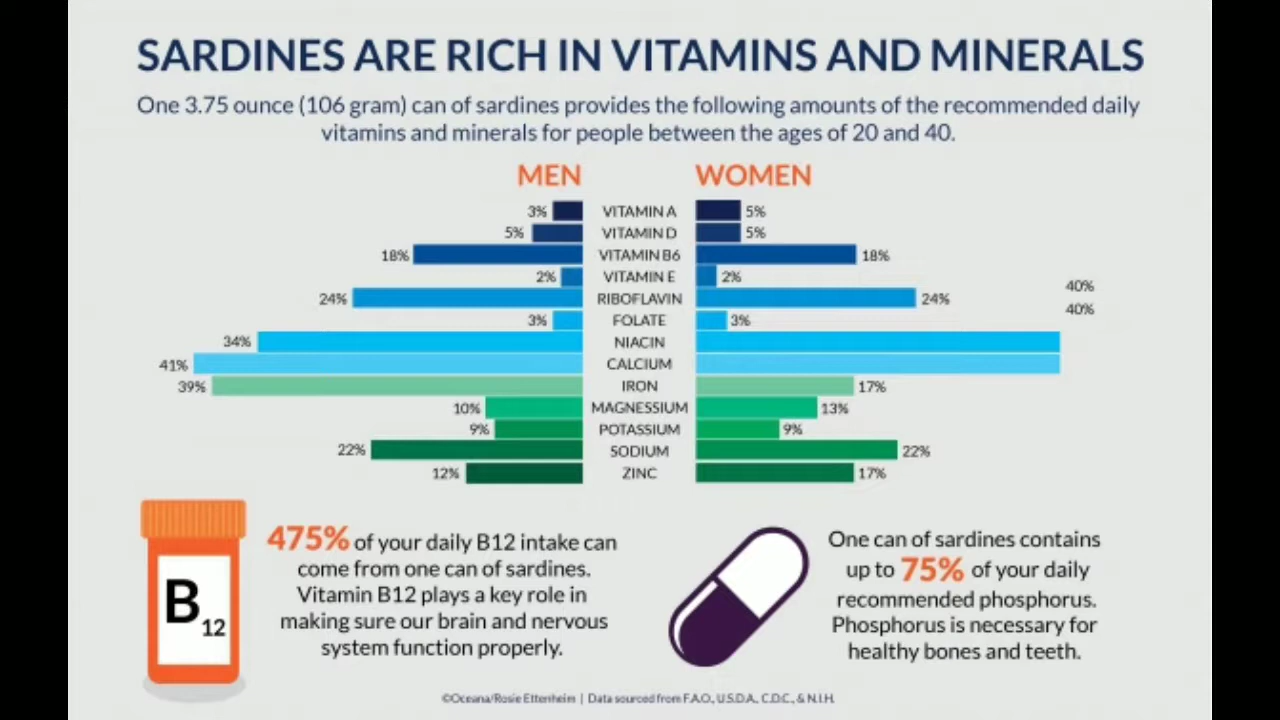 SARDINES ARE RICH IN VITAMINS AND MINERALS
One 3.75 ounce (106 gram) can of sardines provides the following amounts of the recommended daily
vitamins and minerals for people between the ages of 20 and 40.
MEN WOMEN
3% VITAMIN A 5%
5% VITAMIN D 5%
18% VITAMIN B6 18%
2% VITAMIN E 2%
40%
24% RIBOFLAVIN 24%
40%
3% FOLATE 3%
34% NIACIN
41% CALCIUM
39% IRON 17%
10% MAGNESSIUM 13%
9% POTASSIUM 9%
22% SODIUM 22%
12% ZINC 17%
B12
475% of your daily B12 intake can
come from one can of sardines.
Vitamin B12 plays a key role in
making sure our brain and nervous
system function properly.
One can of sardines contains
up to 75% of your daily
recommended phosphorus.
Phosphorus is necessary for
healthy bones and teeth.
©Oceana/Rosie Ettenheim | Data sourced from F.A.O., U.S.D.A., C.D.C., & N.I.H.